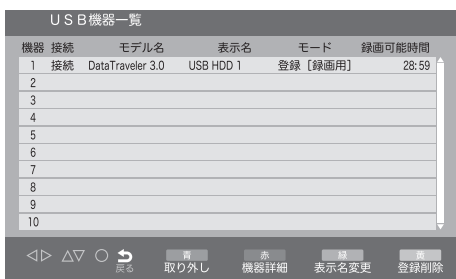 USB機器一覧
機器 接続 モデル名 表示名 モード 録画可能時間
1 接続 DataTraveler 3.0 USB HDD 1 登録［録画用］ 28:59
2
3
4
5
6
7
8
9
10
戻る 青 取り外し 赤 機器詳細 緑 表示名変更 黄 登録削除